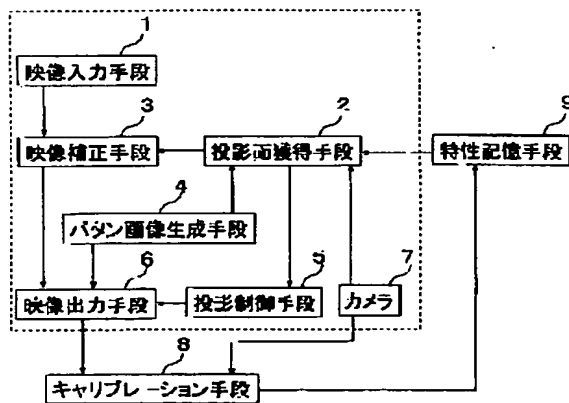 1
映像入力手段
3
映像補正手段
2
投影面獲得手段
9
特性記憶手段
4
パタン画像生成手段
6
映像出力手段
5
投影制御手段
7
カメラ
8
キャリブレーション手段